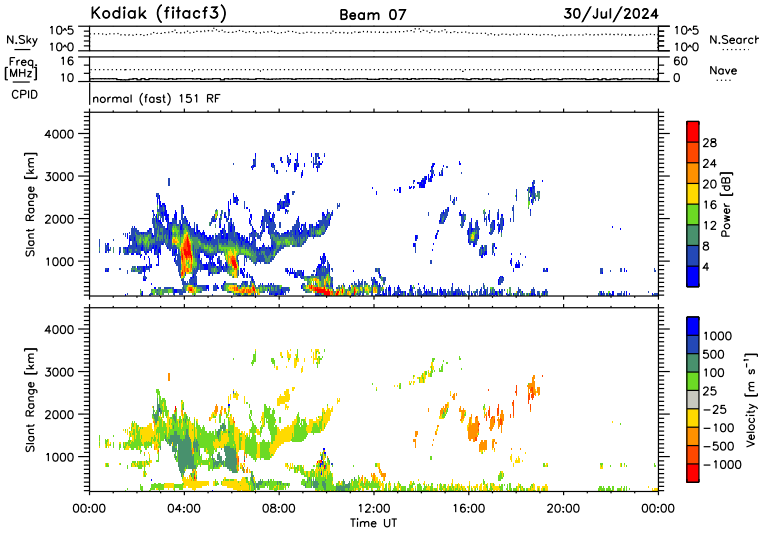 Kodiak (fitacf3) Beam 07 30/Jul/2024
N.Sky 10^5 10^0 10^5 10^0 N.Search
Freq. [MHz] 16 10 60 0 Nave
CPID normal (fast) 151 RF
Slant Range [km]
4000
3000
2000
1000
Power [dB]
28
24
20
16
12
8
4
Slant Range [km]
4000
3000
2000
1000
Velocity [m s⁻¹]
1000
500
100
25
−25
−100
−500
−1000
00:00 04:00 08:00 12:00 16:00 20:00 00:00
Time UT